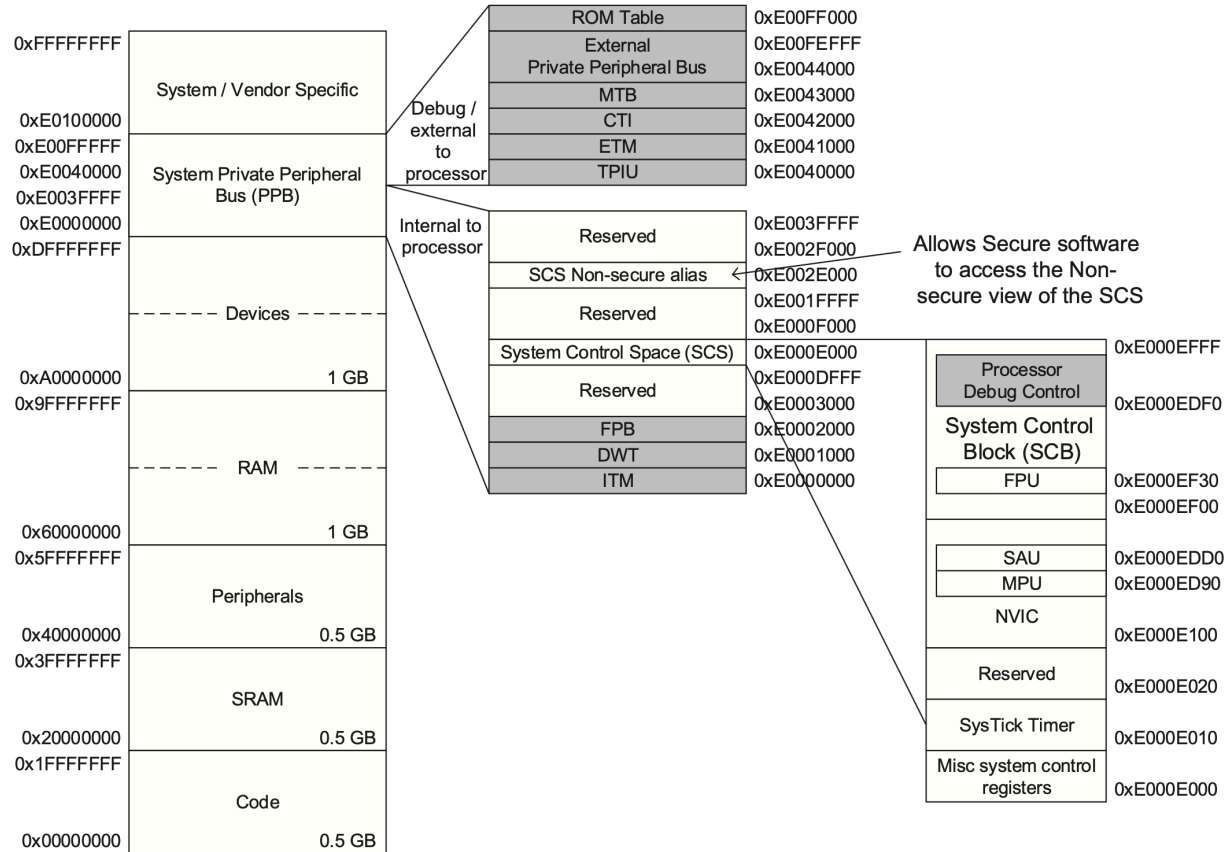 0xFFFFFFFF
System / Vendor Specific
0xE0100000
0xE00FFFFF
0xE0040000
System Private Peripheral
Bus (PPB)
0xE003FFFF
0xE0000000
0xDFFFFFFF
Devices
0xA0000000
1 GB
0x9FFFFFFF
RAM
0x60000000
1 GB
0x5FFFFFFF
Peripherals
0x40000000
0.5 GB
0x3FFFFFFF
SRAM
0x20000000
0.5 GB
0x1FFFFFFF
Code
0x00000000
0.5 GB
Debug /
external
to
processor
Internal to
processor
ROM Table
0xE00FF000
External
Private Peripheral Bus
0xE00FEFFF
0xE0044000
MTB
0xE0043000
CTI
0xE0042000
ETM
0xE0041000
TPIU
0xE0040000
Reserved
0xE003FFFF
0xE002F000
SCS Non-secure alias
0xE002E000
Reserved
0xE001FFFF
0xE000F000
System Control Space (SCS)
0xE000E000
Reserved
0xE000DFFF
0xE0003000
FPB
0xE0002000
DWT
0xE0001000
ITM
0xE0000000
Allows Secure software
to access the Non-
secure view of the SCS
0xE000EFFF
Processor
Debug Control
0xE000EDF0
System Control
Block (SCB)
FPU
0xE000EF30
0xE000EF00
SAU
0xE000EDD0
MPU
0xE000ED90
NVIC
0xE000E100
Reserved
0xE000E020
SysTick Timer
0xE000E010
Misc system control
registers
0xE000E000